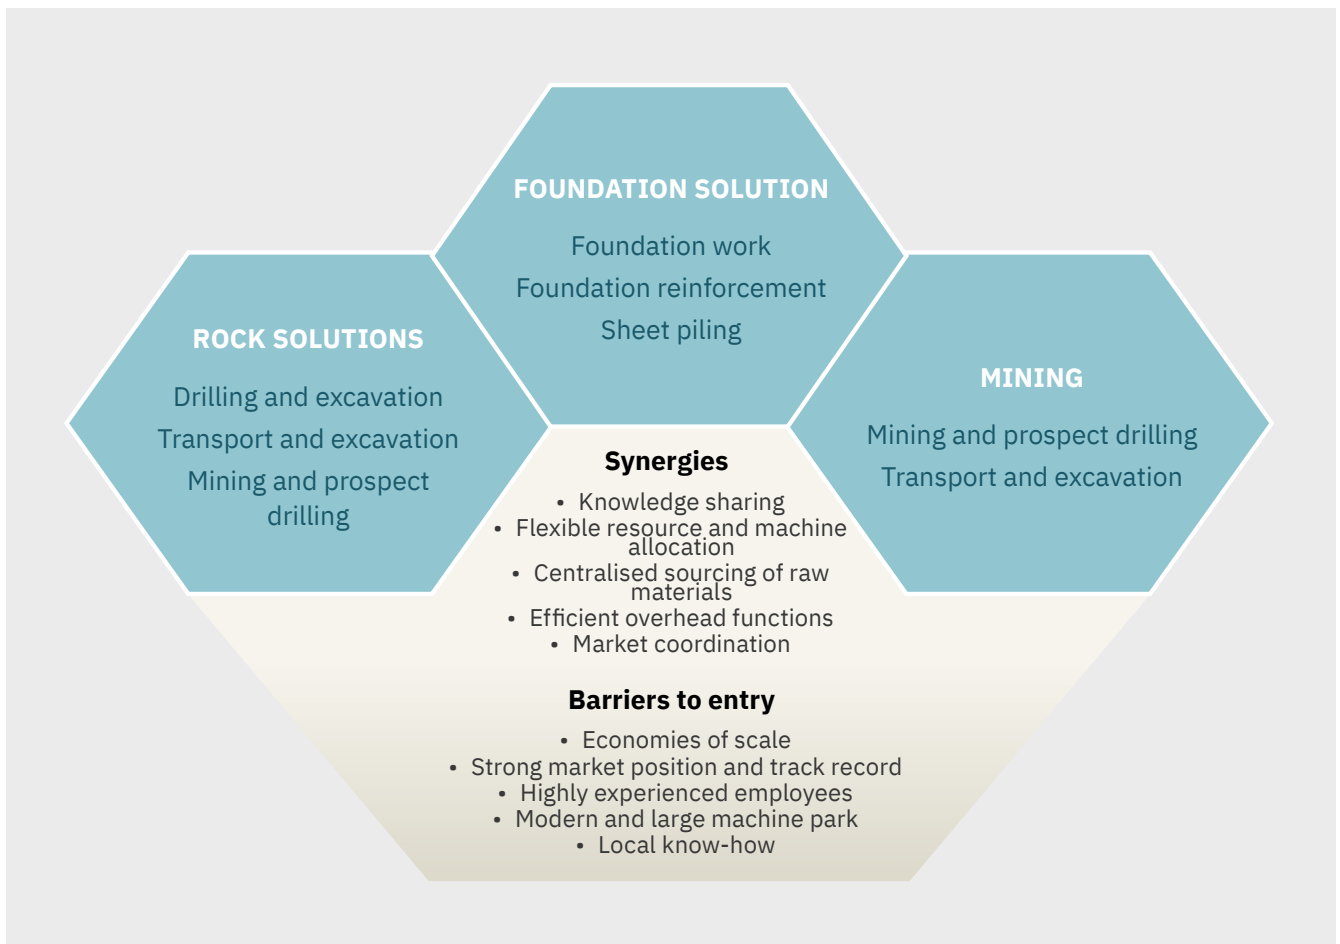 FOUNDATION SOLUTION
Foundation work
Foundation reinforcement
Sheet piling
ROCK SOLUTIONS
Drilling and excavation
Transport and excavation
Mining and prospect
drilling
MINING
Mining and prospect drilling
Transport and excavation
Synergies
• Knowledge sharing
• Flexible resource and machine
allocation
• Centralised sourcing of raw
materials
• Efficient overhead functions
• Market coordination
Barriers to entry
• Economies of scale
• Strong market position and track record
• Highly experienced employees
• Modern and large machine park
• Local know-how